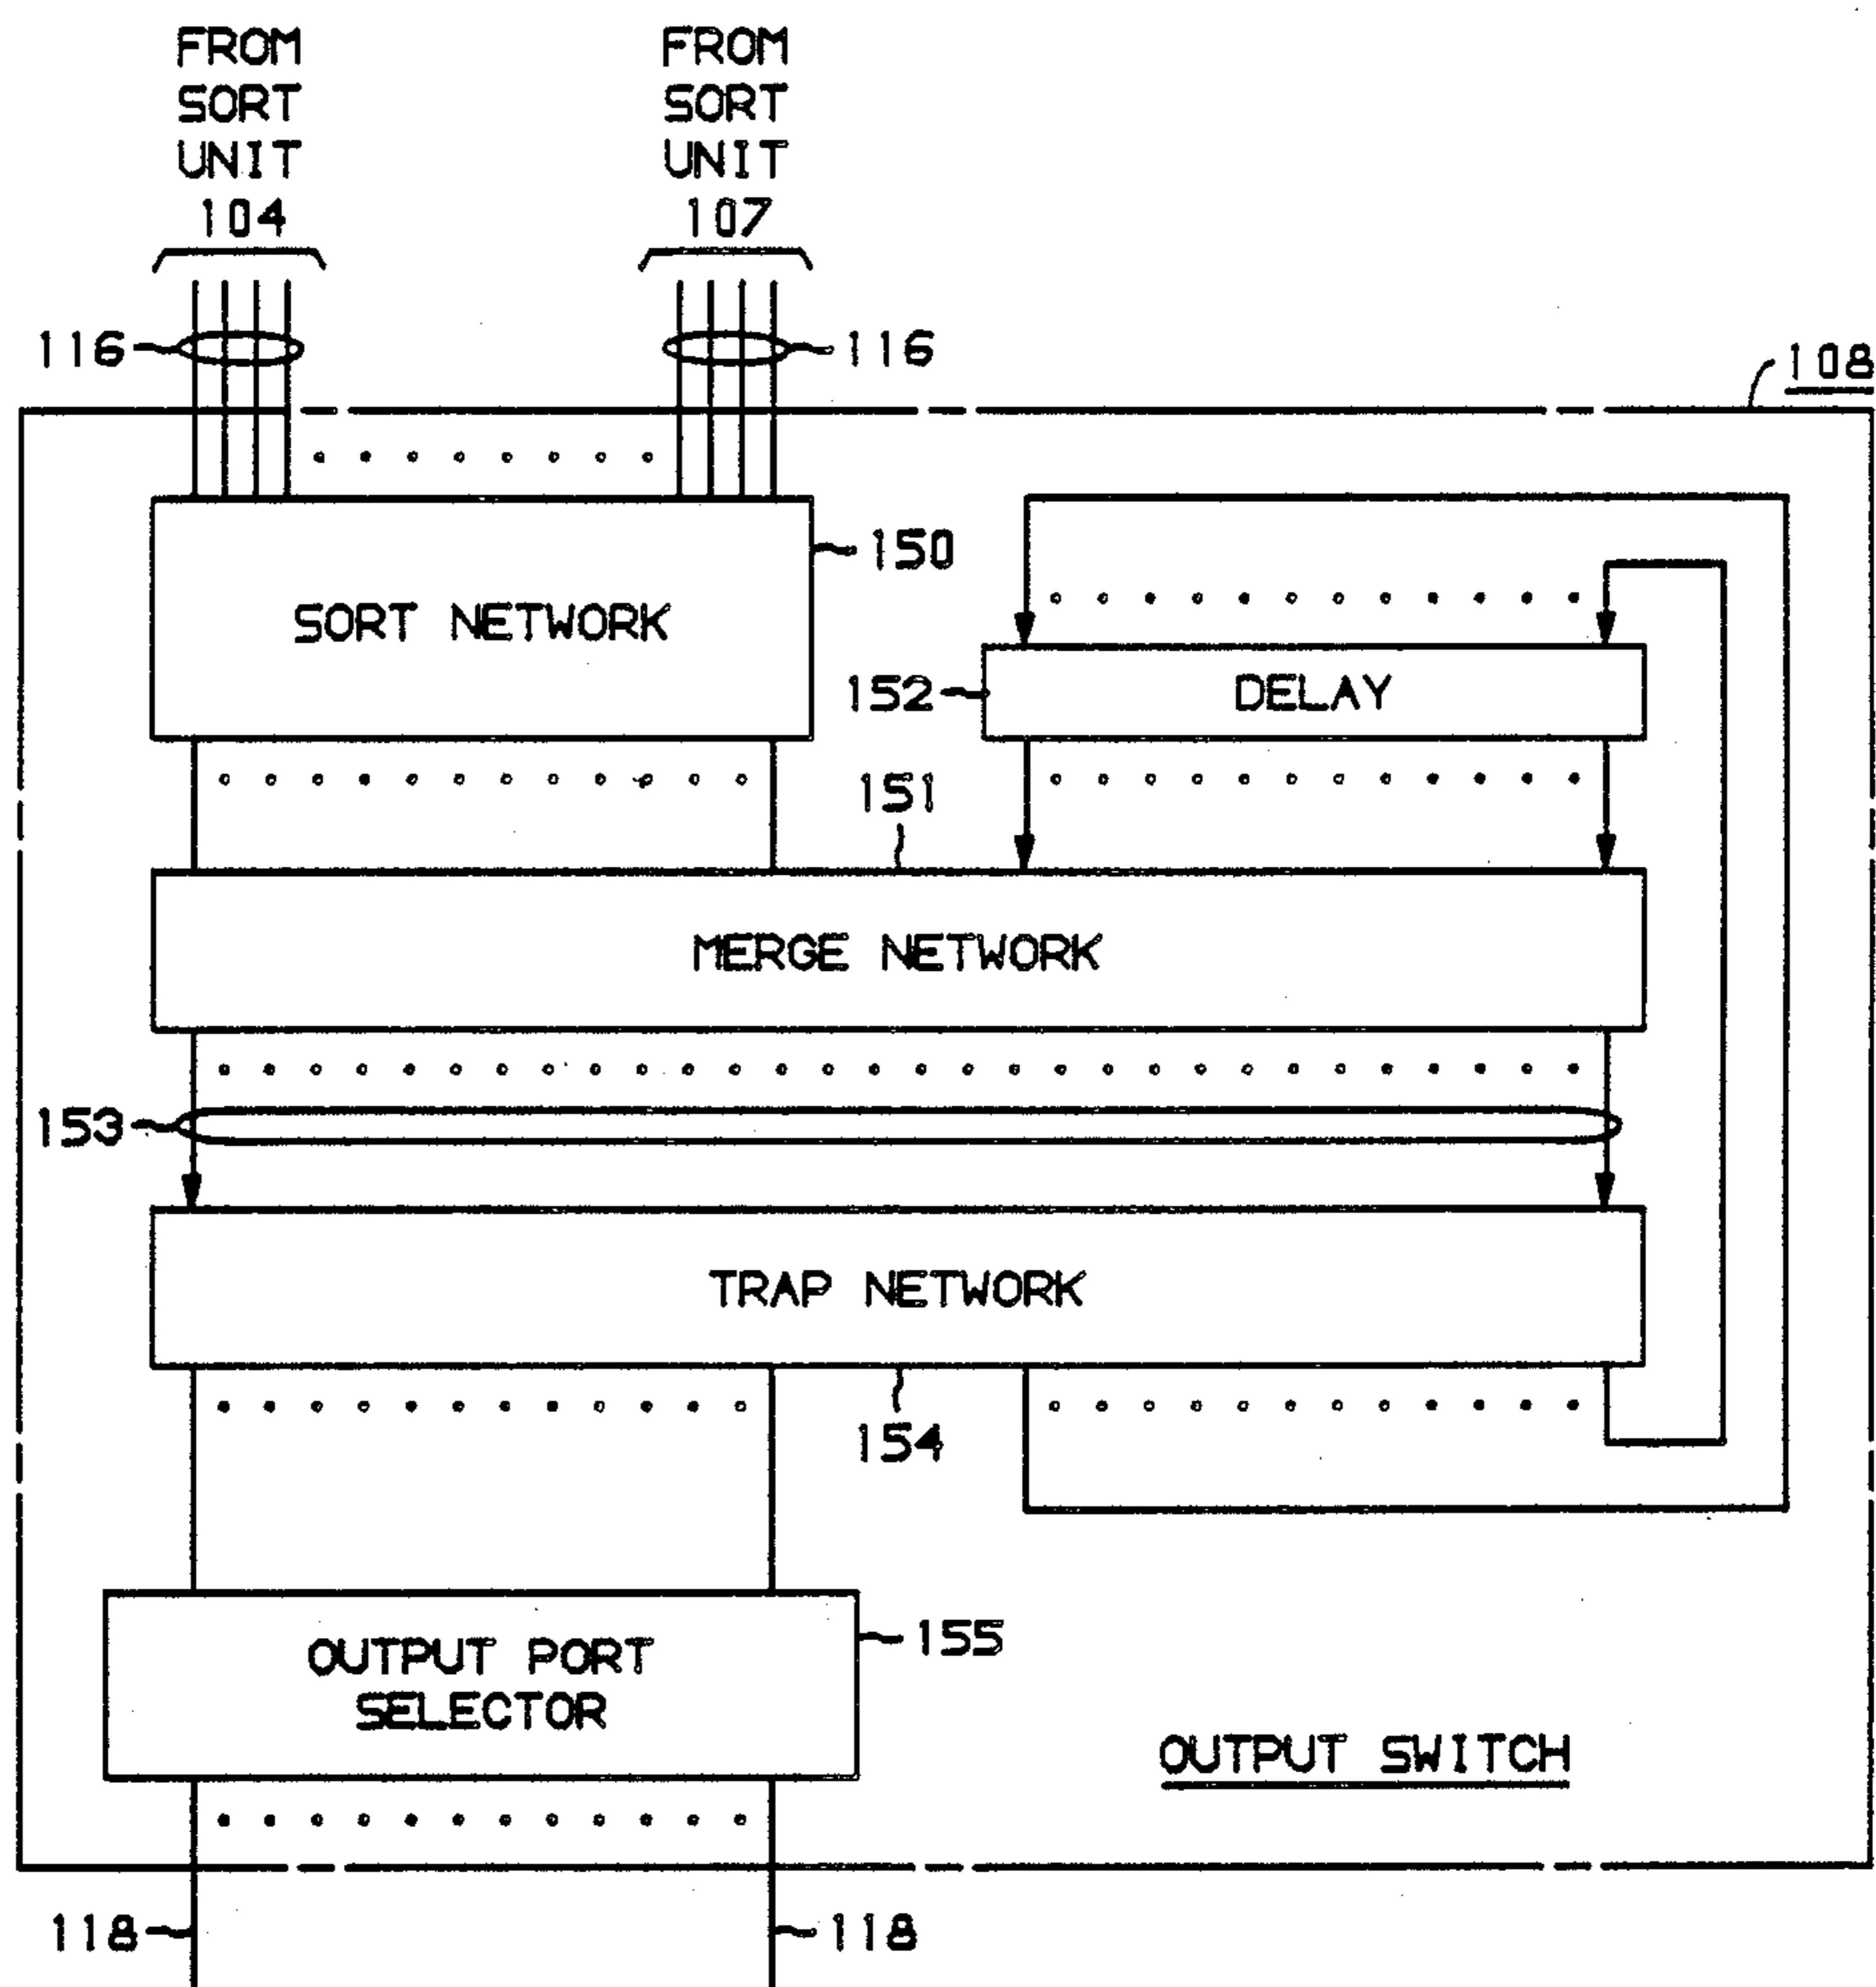 FROM
SORT
UNIT
104
FROM
SORT
UNIT
107
116
116
108
150
SORT NETWORK
152
DELAY
151
MERGE NETWORK
153
TRAP NETWORK
154
155
OUTPUT PORT
SELECTOR
OUTPUT SWITCH
118
118